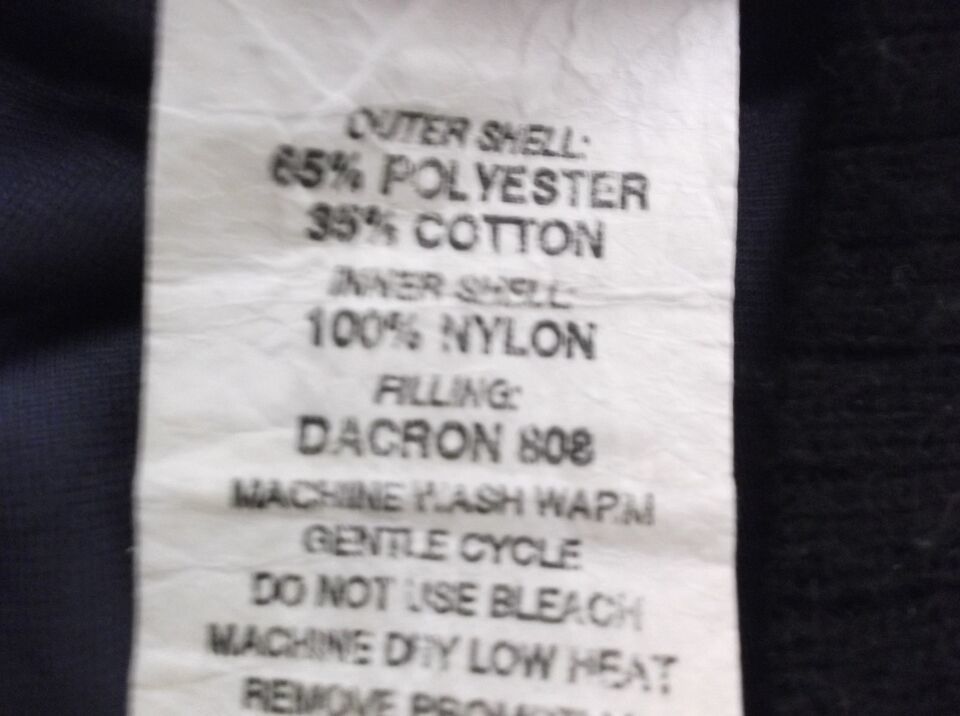 OUTER SHELL:
65% POLYESTER
35% COTTON
INNER SHELL:
100% NYLON
FILLING:
DACRON 808
MACHINE WASH WARM
GENTLE CYCLE
DO NOT USE BLEACH
MACHINE DRY LOW HEAT
REMOVE PROMPTLY